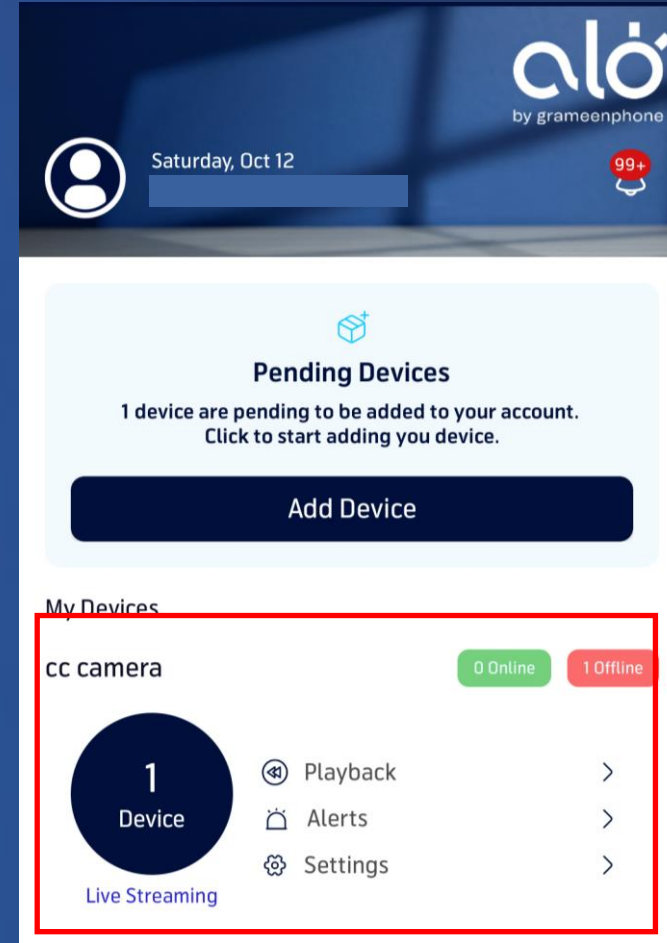 alo
by grameenphone
Saturday, Oct 12
99+
Pending Devices
1 device are pending to be added to your account.
Click to start adding you device.
Add Device
My Devices
cc camera
0 Online
1 Offline
1
Device
Live Streaming
Playback
Alerts
Settings